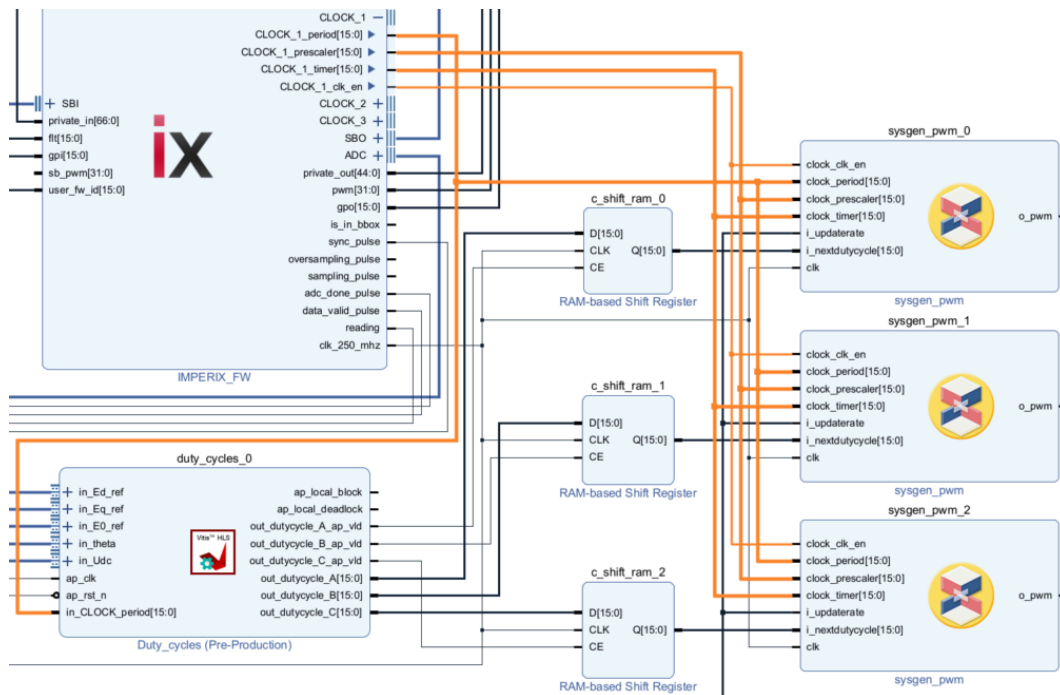 CLOCK_1
CLOCK_1_period[15:0]
CLOCK_1_prescaler[15:0]
CLOCK_1_timer[15:0]
CLOCK_1_clk_en
CLOCK_2
CLOCK_3
SBO
ADC
private_out[44:0]
pwm[31:0]
gpo[15:0]
is_in_bbox
sync_pulse
oversampling_pulse
sampling_pulse
adc_done_pulse
data_valid_pulse
reading
clk_250_mhz
SBI
private_in[66:0]
flt[15:0]
gpi[15:0]
sb_pwm[31:0]
user_fw_id[15:0]
ix
IMPERIX_FW
duty_cycles_0
in_Ed_ref
in_Eq_ref
in_E0_ref
in_theta
in_Udc
ap_clk
ap_rst_n
in_CLOCK_period[15:0]
Vitis™ HLS
ap_local_block
ap_local_deadlock
out_dutycycle_A_ap_vld
out_dutycycle_B_ap_vld
out_dutycycle_C_ap_vld
out_dutycycle_A[15:0]
out_dutycycle_B[15:0]
out_dutycycle_C[15:0]
Duty_cycles (Pre-Production)
c_shift_ram_0
D[15:0]
CLK
CE
Q[15:0]
RAM-based Shift Register
c_shift_ram_1
D[15:0]
CLK
CE
Q[15:0]
RAM-based Shift Register
c_shift_ram_2
D[15:0]
CLK
CE
Q[15:0]
RAM-based Shift Register
sysgen_pwm_0
clock_clk_en
clock_period[15:0]
clock_prescaler[15:0]
clock_timer[15:0]
i_updaterate
i_nextdutycycle[15:0]
clk
o_pwm
sysgen_pwm
sysgen_pwm_1
clock_clk_en
clock_period[15:0]
clock_prescaler[15:0]
clock_timer[15:0]
i_updaterate
i_nextdutycycle[15:0]
clk
o_pwm
sysgen_pwm
sysgen_pwm_2
clock_clk_en
clock_period[15:0]
clock_prescaler[15:0]
clock_timer[15:0]
i_updaterate
i_nextdutycycle[15:0]
clk
o_pwm
sysgen_pwm